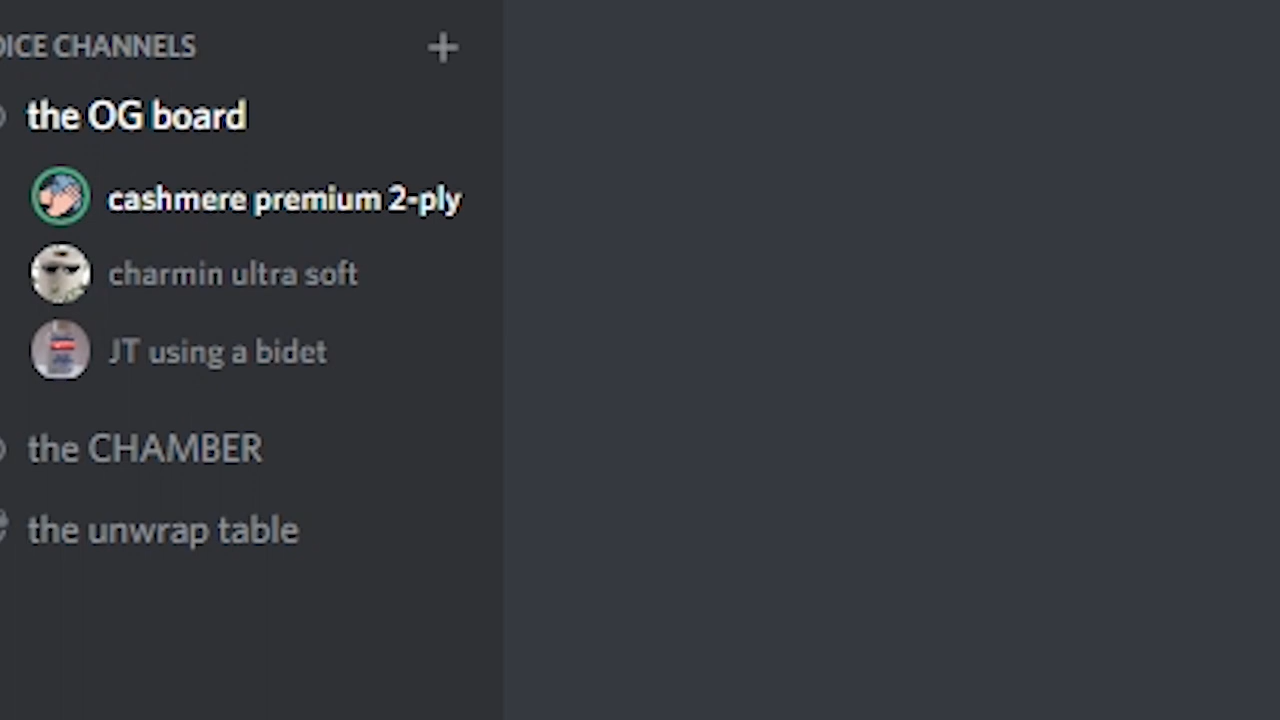 OICE CHANNELS
the OG board
cashmere premium 2-ply
charmin ultra soft
JT using a bidet
the CHAMBER
the unwrap table